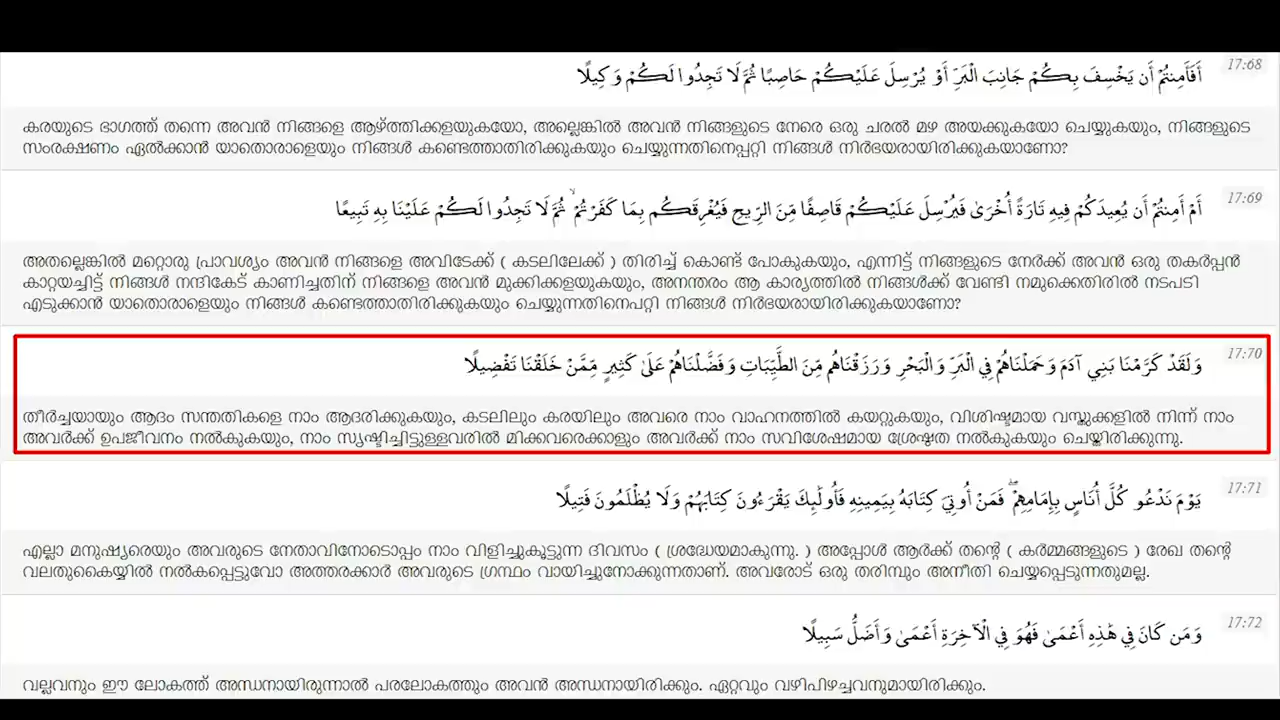 17:68
أَفَأَمِنتُمْ أَن يَخْسِفَ بِكُمْ جَانِبَ الْبَرِّ أَوْ يُرْسِلَ عَلَيْكُمْ حَاصِبًا ثُمَّ لَا تَجِدُوا لَكُمْ وَكِيلًا
കരയുടെ ഭാഗത്ത് തന്നെ അവൻ നിങ്ങളെ ആഴ്ത്തിക്കളയുകയോ, അല്ലെങ്കിൽ അവൻ നിങ്ങളുടെ നേരെ ഒരു ചരൽ മഴ അയക്കുകയോ ചെയ്യുകയും, നിങ്ങളുടെ
സംരക്ഷണം ഏൽക്കാൻ യാതൊരാളെയും നിങ്ങൾ കണ്ടെത്താതിരിക്കുകയും ചെയ്യുന്നതിനെപ്പറ്റി നിങ്ങൾ നിർഭയരായിരിക്കുകയാണോ?
17:69
أَمْ أَمِنتُمْ أَن يُعِيدَكُمْ فِيهِ تَارَةً أُخْرَىٰ فَيُرْسِلَ عَلَيْكُمْ قَاصِفًا مِّنَ الرِّيحِ فَيُغْرِقَكُم بِمَا كَفَرْتُمْ ۙ ثُمَّ لَا تَجِدُوا لَكُمْ عَلَيْنَا بِهِ تَبِيعًا
അതല്ലെങ്കിൽ മറ്റൊരു പ്രാവശ്യം അവൻ നിങ്ങളെ അവിടേക്ക് ( കടലിലേക്ക് ) തിരിച്ച് കൊണ്ട് പോകുകയും, എന്നിട്ട് നിങ്ങളുടെ നേർക്ക് അവൻ ഒരു തകർപ്പൻ
കാറ്റയച്ചിട്ട് നിങ്ങൾ നന്ദികേട് കാണിച്ചതിന് നിങ്ങളെ അവൻ മുക്കിക്കളയുകയും, അനന്തരം ആ കാര്യത്തിൽ നിങ്ങൾക്ക് വേണ്ടി നമുക്കെതിരിൽ നടപടി
എടുക്കാൻ യാതൊരാളെയും നിങ്ങൾ കണ്ടെത്താതിരിക്കുകയും ചെയ്യുന്നതിനെപറ്റി നിങ്ങൾ നിർഭയരായിരിക്കുകയാണോ?
17:70
وَلَقَدْ كَرَّمْنَا بَنِي آدَمَ وَحَمَلْنَاهُمْ فِي الْبَرِّ وَالْبَحْرِ وَرَزَقْنَاهُم مِّنَ الطَّيِّبَاتِ وَفَضَّلْنَاهُمْ عَلَىٰ كَثِيرٍ مِّمَّنْ خَلَقْنَا تَفْضِيلًا
തീർച്ചയായും ആദം സന്തതികളെ നാം ആദരിക്കുകയും, കടലിലും കരയിലും അവരെ നാം വാഹനത്തിൽ കയറ്റുകയും, വിശിഷ്ടമായ വസ്തുക്കളിൽ നിന്ന് നാം
അവർക്ക് ഉപജീവനം നൽകുകയും, നാം സൃഷ്ടിച്ചിട്ടുള്ളവരിൽ മിക്കവരെക്കാളും അവർക്ക് നാം സവിശേഷമായ ശ്രേഷ്ഠത നൽകുകയും ചെയ്തിരിക്കുന്നു.
17:71
يَوْمَ نَدْعُو كُلَّ أُنَاسٍ بِإِمَامِهِمْ ۖ فَمَنْ أُوتِيَ كِتَابَهُ بِيَمِينِهِ فَأُولَٰئِكَ يَقْرَءُونَ كِتَابَهُمْ وَلَا يُظْلَمُونَ فَتِيلًا
എല്ലാ മനുഷ്യരെയും അവരുടെ നേതാവിനോടൊപ്പം നാം വിളിച്ചുകൂട്ടുന്ന ദിവസം ( ശ്രദ്ധേയമാകുന്നു. ) അപ്പോൾ ആർക്ക് തന്റെ ( കർമ്മങ്ങളുടെ ) രേഖ തന്റെ
വലതുകൈയ്യിൽ നൽകപ്പെട്ടുവോ അത്തരക്കാർ അവരുടെ ഗ്രന്ഥം വായിച്ചുനോക്കുന്നതാണ്. അവരോട് ഒരു തരിമ്പും അനീതി ചെയ്യപ്പെടുന്നതുമല്ല.
17:72
وَمَن كَانَ فِي هَٰذِهِ أَعْمَىٰ فَهُوَ فِي الْآخِرَةِ أَعْمَىٰ وَأَضَلُّ سَبِيلًا
വല്ലവനും ഈ ലോകത്ത് അന്ധനായിരുന്നാൽ പരലോകത്തും അവൻ അന്ധനായിരിക്കും. ഏറ്റവും വഴിപിഴച്ചവനുമായിരിക്കും.